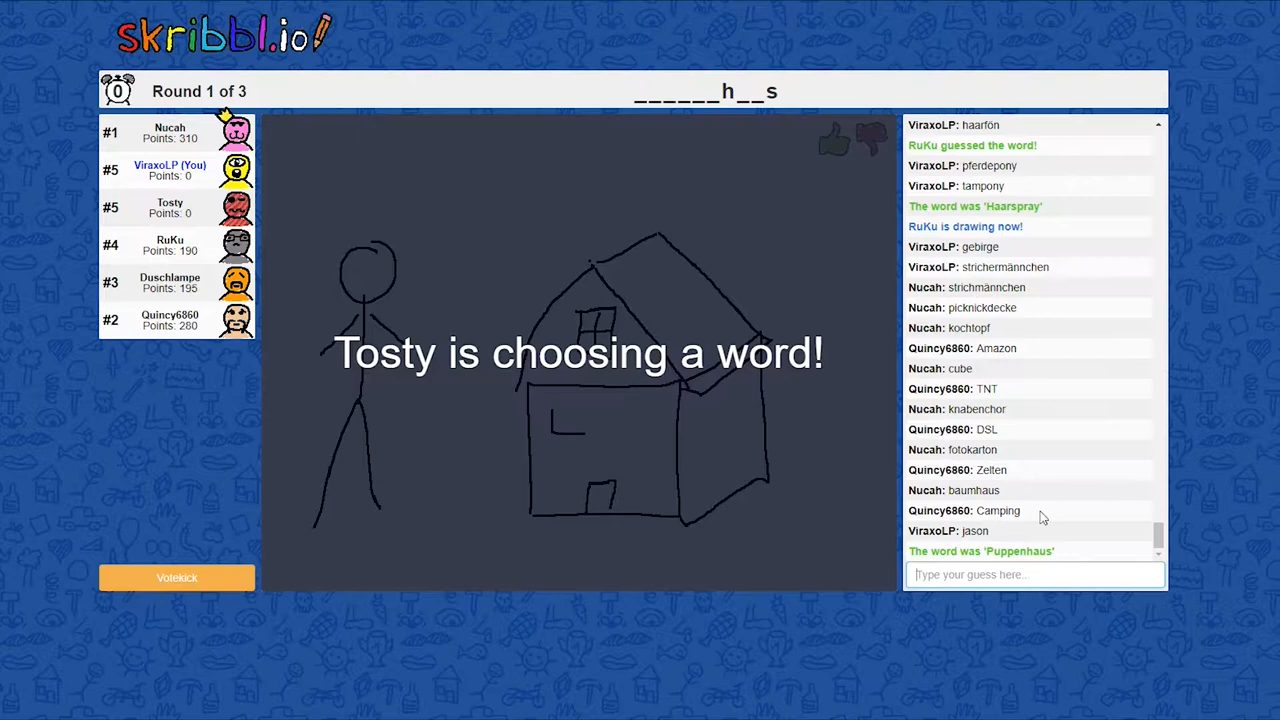 skribbl.io!
0
Round 1 of 3
______h__s
#1
Nucah
Points: 310
#5
ViraxoLP (You)
Points: 0
#5
Tosty
Points: 0
#4
RuKu
Points: 190
#3
Duschlampe
Points: 195
#2
Quincy6860
Points: 280
Votekick
Tosty is choosing a word!
ViraxoLP: haarfön
RuKu guessed the word!
ViraxoLP: pferdepony
ViraxoLP: tampony
The word was 'Haarspray'
RuKu is drawing now!
ViraxoLP: gebirge
ViraxoLP: strichermännchen
Nucah: strichmännchen
Nucah: picknickdecke
Nucah: kochtopf
Quincy6860: Amazon
Nucah: cube
Quincy6860: TNT
Nucah: knabenchor
Quincy6860: DSL
Nucah: fotokarton
Quincy6860: Zelten
Nucah: baumhaus
Quincy6860: Camping
ViraxoLP: jason
The word was 'Puppenhaus'
Type your guess here...